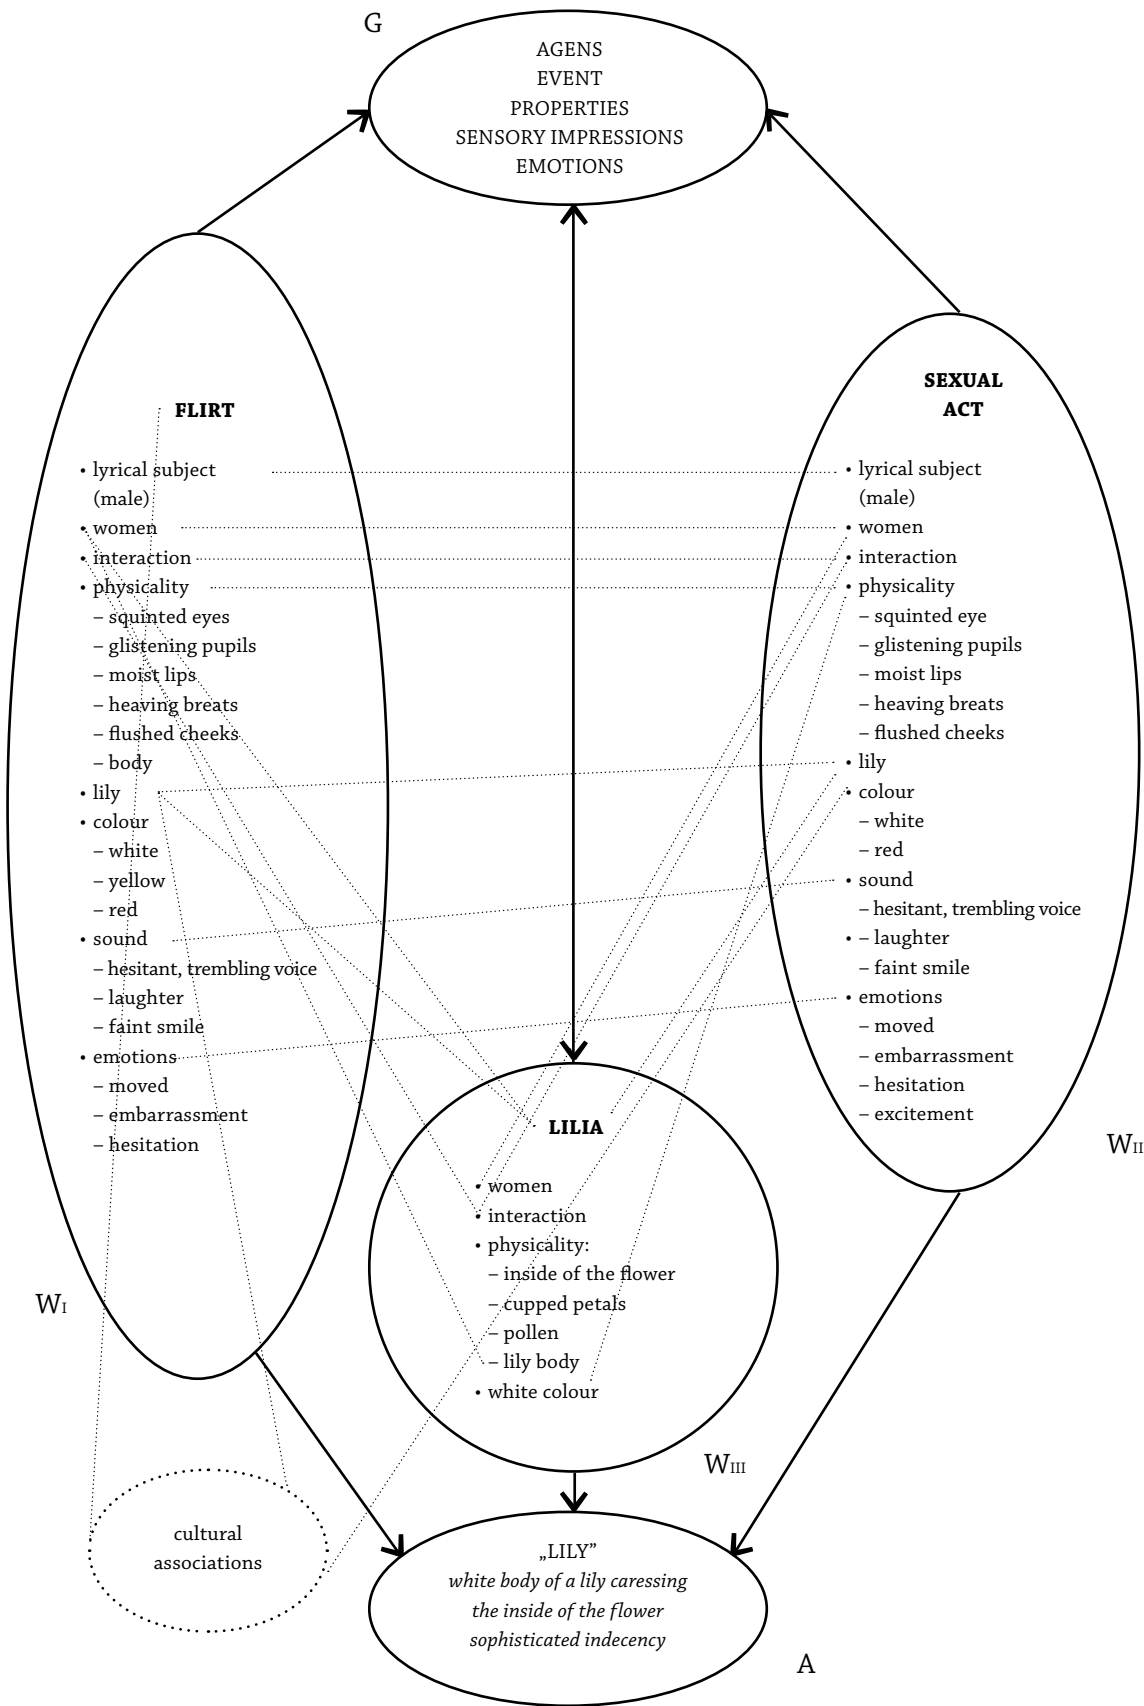 G
AGENS
EVENT
PROPERTIES
SENSORY IMPRESSIONS
EMOTIONS
FLIRT
• lyrical subject
(male)
• women
• interaction
• physicality
– squinted eyes
– glistening pupils
– moist lips
– heaving breats
– flushed cheeks
– body
• lily
• colour
– white
– yellow
– red
• sound
– hesitant, trembling voice
– laughter
– faint smile
• emotions
– moved
– embarrassment
– hesitation
WI
SEXUAL
ACT
• lyrical subject
(male)
• women
• interaction
• physicality
– squinted eye
– glistening pupils
– moist lips
– heaving breats
– flushed cheeks
• lily
• colour
– white
– red
• sound
– hesitant, trembling voice
• – laughter
– faint smile
• emotions
– moved
– embarrassment
– hesitation
– excitement
WII
LILIA
• women
• interaction
• physicality:
– inside of the flower
– cupped petals
– pollen
– lily body
• white colour
WIII
cultural
associations
„LILY”
white body of a lily caressing
the inside of the flower
sophisticated indecency
A